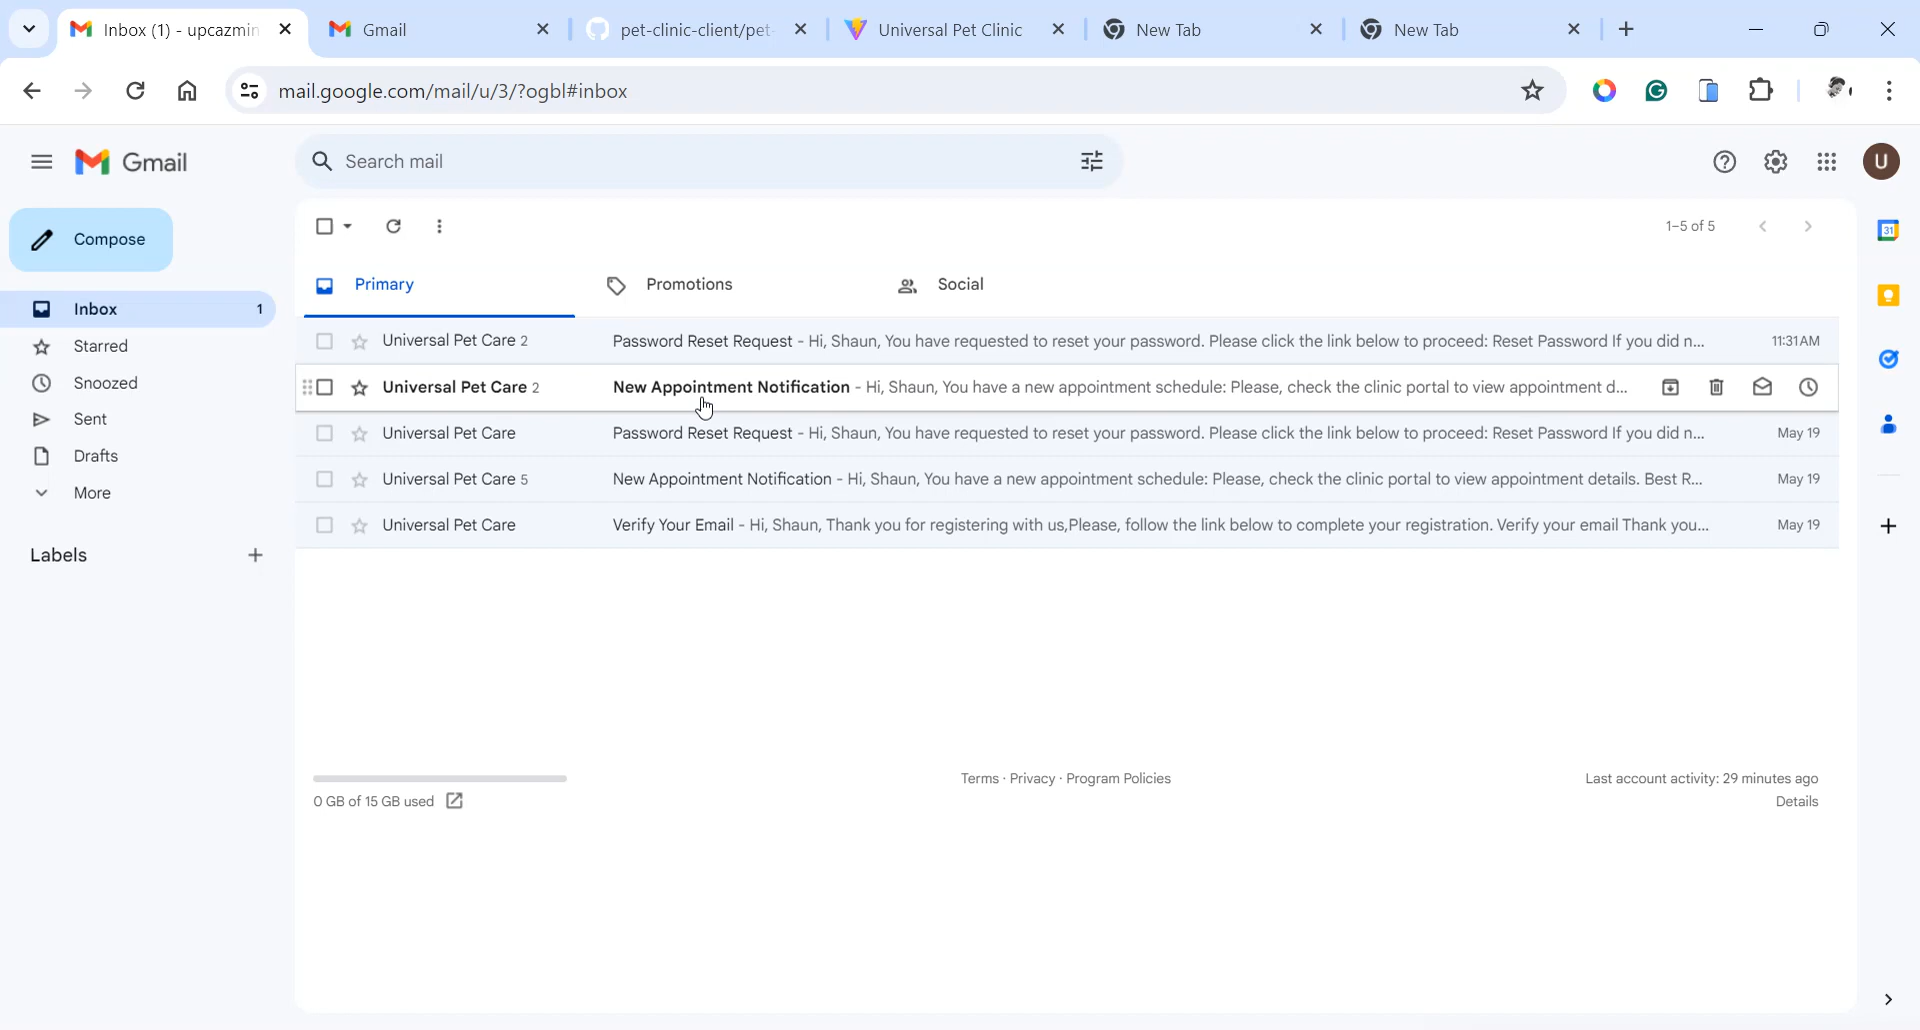 Inbox (1) - upcazmin
Gmail
pet-clinic-client/pet-
Universal Pet Clinic
New Tab
New Tab
mail.google.com/mail/u/3/?ogbl#inbox
Gmail
Search mail
U
Compose
1-5 of 5
31
Primary
Promotions
Social
Inbox 1
Starred
Snoozed
Sent
Drafts
More
Labels
Universal Pet Care 2 Password Reset Request - Hi, Shaun, You have requested to reset your password. Please click the link below to proceed: Reset Password If you did n... 11:31 AM
Universal Pet Care 2 New Appointment Notification - Hi, Shaun, You have a new appointment schedule: Please, check the clinic portal to view appointment d...
Universal Pet Care Password Reset Request - Hi, Shaun, You have requested to reset your password. Please click the link below to proceed: Reset Password If you did n... May 19
Universal Pet Care 5 New Appointment Notification - Hi, Shaun, You have a new appointment schedule: Please, check the clinic portal to view appointment details. Best R... May 19
Universal Pet Care Verify Your Email - Hi, Shaun, Thank you for registering with us,Please, follow the link below to complete your registration. Verify your email Thank you... May 19
0 GB of 15 GB used
Terms · Privacy · Program Policies
Last account activity: 29 minutes ago
Details